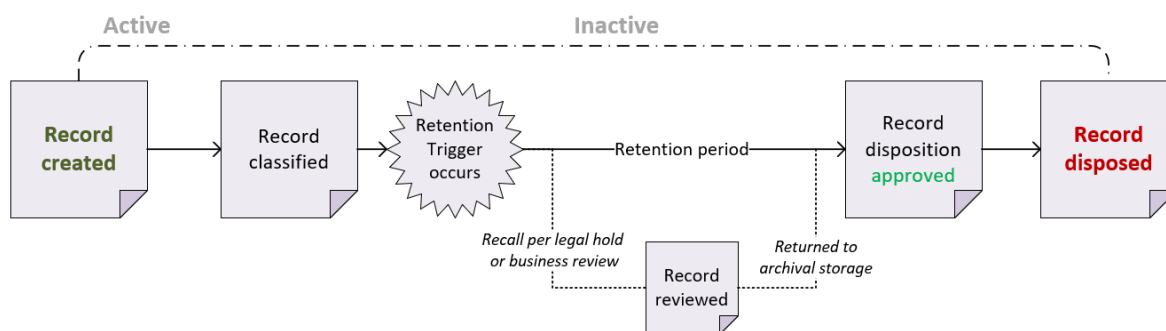 Active
Inactive
Record
created
Record
classified
Retention
Trigger
occurs
Retention period
Record
disposition
approved
Record
disposed
Recall per legal hold
or business review
Record
reviewed
Returned to
archival storage